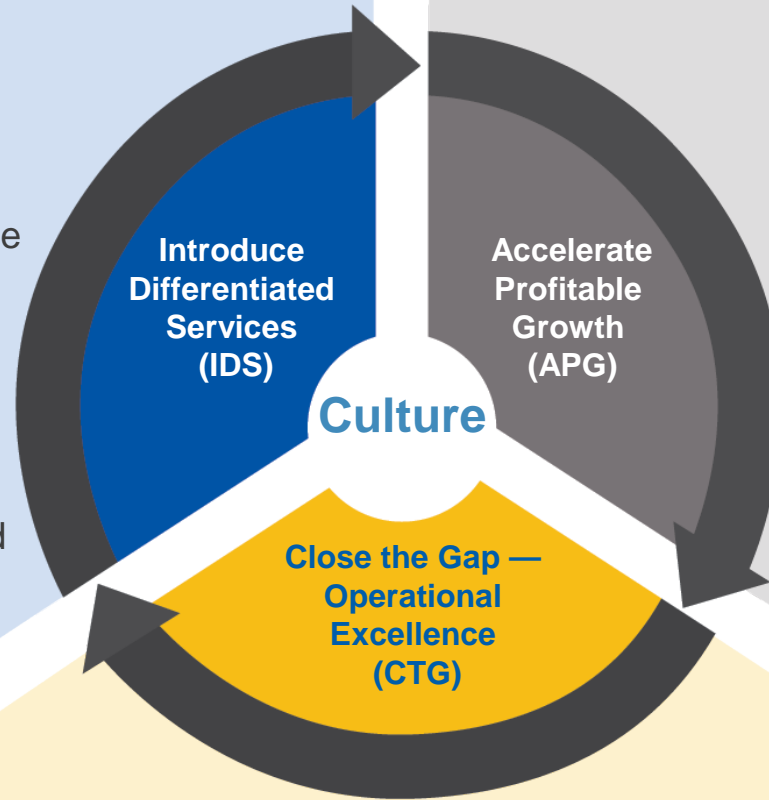 e
Introduce
Differentiated
Services
(IDS)
Accelerate
Profitable
Growth
(APG)
Culture
d
Close the Gap —
Operational
Excellence
(CTG)